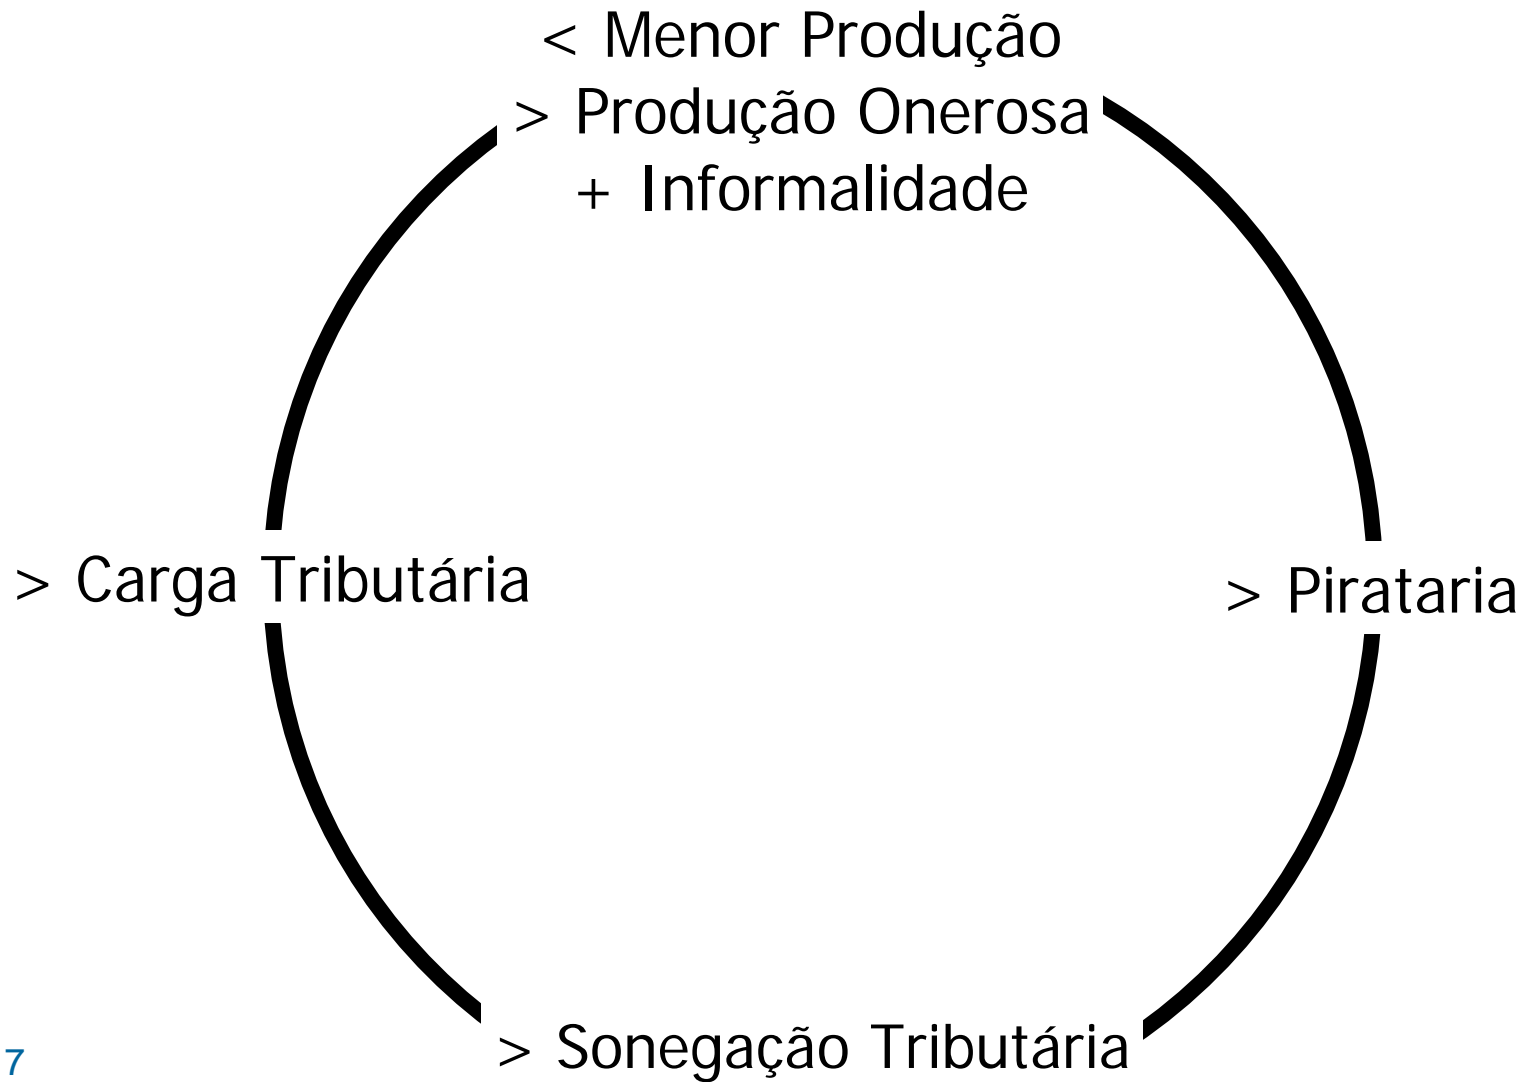 < Menor Produção
> Produção Onerosa
+ Informalidade
> Carga Tributária
> Pirataria
> Sonegação Tributária
7